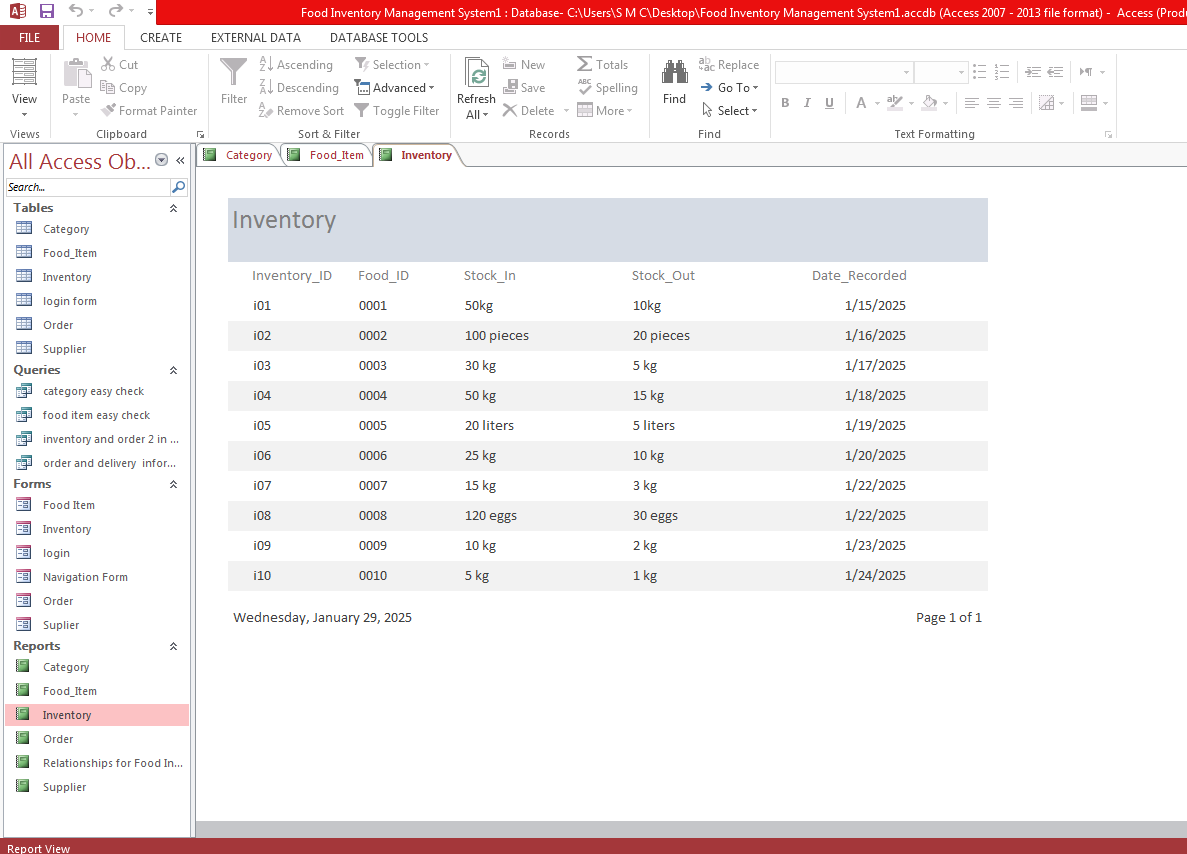 Food Inventory Management System1 : Database- C:\Users\S M C\Desktop\Food Inventory Management System1.accdb (Access 2007 - 2013 file format) - Access (Prod
FILE HOME CREATE EXTERNAL DATA DATABASE TOOLS
View
Views
Paste
Cut
Copy
Format Painter
Clipboard
Filter
Ascending
Descending
Remove Sort
Selection
Advanced
Toggle Filter
Sort & Filter
Refresh
All
New
Save
Delete
Totals
Spelling
More
Records
Find
Replace
Go To
Select
Find
B I U A
Text Formatting
All Access Ob...
Search...
Tables
Category
Food_Item
Inventory
login form
Order
Supplier
Queries
category easy check
food item easy check
inventory and order 2 in ...
order and delivery infor...
Forms
Food Item
Inventory
login
Navigation Form
Order
Suplier
Reports
Category
Food_Item
Inventory
Order
Relationships for Food In...
Supplier
Category Food_Item Inventory
Inventory
Inventory_ID Food_ID Stock_In Stock_Out Date_Recorded
i01 0001 50kg 10kg 1/15/2025
i02 0002 100 pieces 20 pieces 1/16/2025
i03 0003 30 kg 5 kg 1/17/2025
i04 0004 50 kg 15 kg 1/18/2025
i05 0005 20 liters 5 liters 1/19/2025
i06 0006 25 kg 10 kg 1/20/2025
i07 0007 15 kg 3 kg 1/22/2025
i08 0008 120 eggs 30 eggs 1/22/2025
i09 0009 10 kg 2 kg 1/23/2025
i10 0010 5 kg 1 kg 1/24/2025
Wednesday, January 29, 2025 Page 1 of 1
Report View